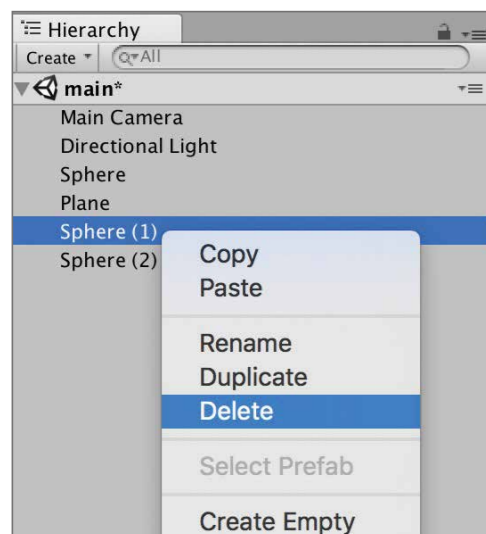 Hierarchy
Create All
main*
Main Camera
Directional Light
Sphere
Plane
Sphere (1)
Sphere (2)
Copy
Paste
Rename
Duplicate
Delete
Select Prefab
Create Empty